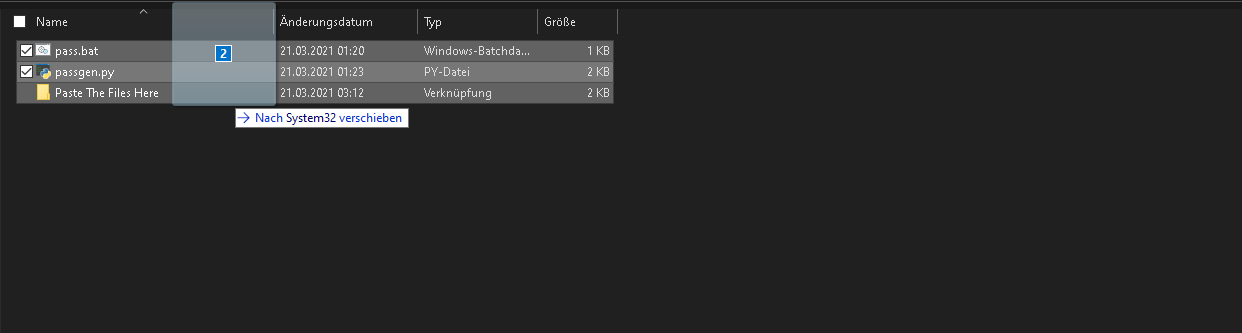 Name Änderungsdatum Typ Größe
pass.bat 21.03.2021 01:20 Windows-Batchda... 1 KB
2
passgen.py 21.03.2021 01:23 PY-Datei 2 KB
Paste The Files Here 21.03.2021 03:12 Verknüpfung 2 KB
Nach System32 verschieben